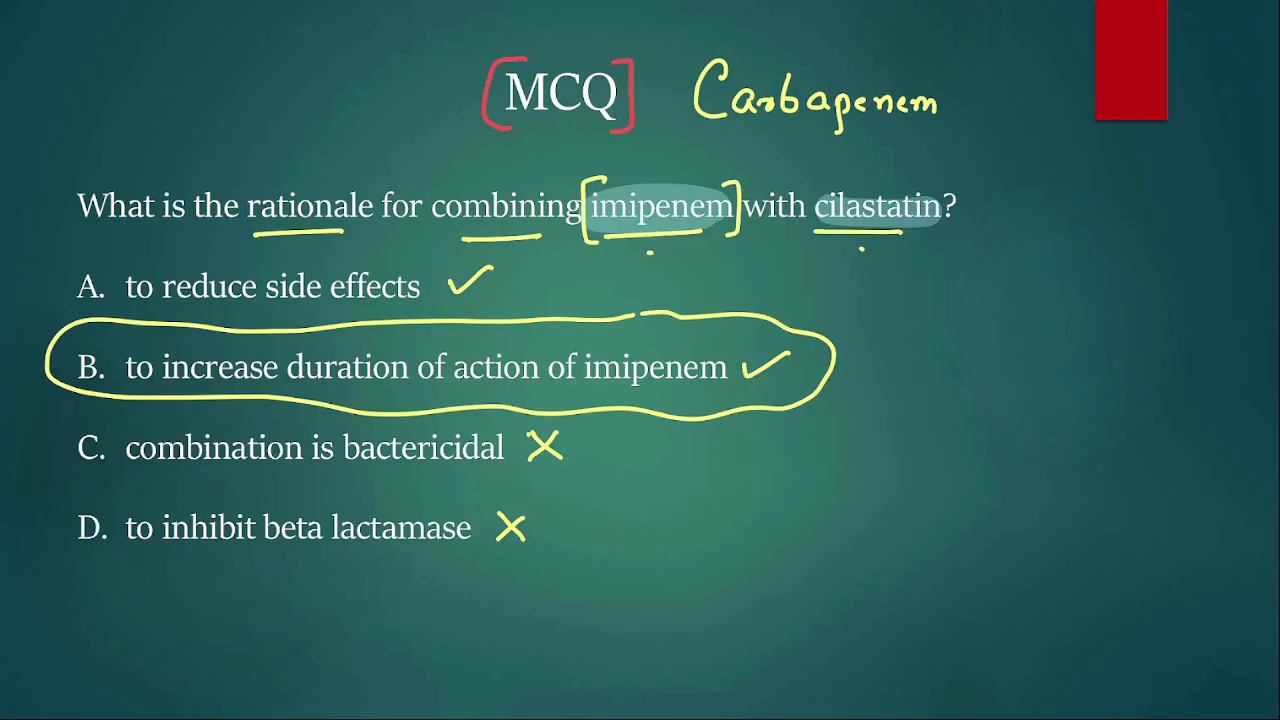 [MCQ] Carbapenem
What is the rationale for combining [imipenem] with cilastatin?
A. to reduce side effects ✓
B. to increase duration of action of imipenem ✓
C. combination is bactericidal ✗
D. to inhibit beta lactamase ✗